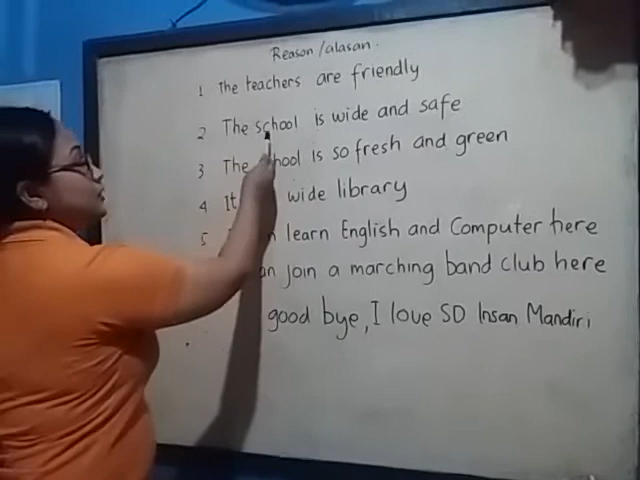 Reason/alasan.
1 The teachers are friendly
2 The school is wide and safe
3 The school is so fresh and green
4 It wide library
5 learn English and Computer here
join a marching band club here
good bye, I love SD Insan Mandiri